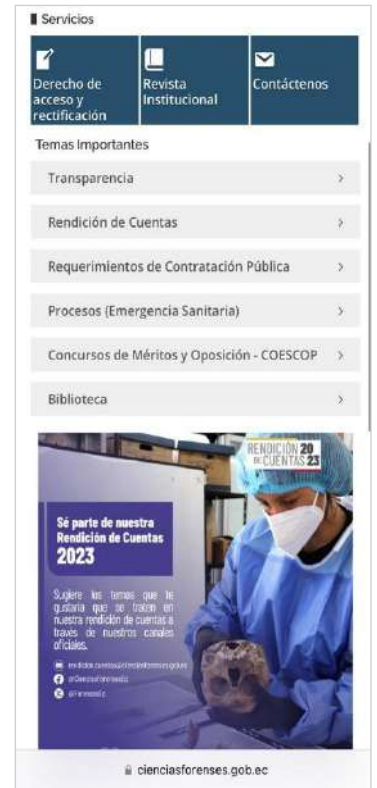 Servicios
Derecho de
acceso y
rectificación
Revista
Institucional
Contáctenos
Temas Importantes
Transparencia
Rendición de Cuentas
Requerimientos de Contratación Pública
Procesos (Emergencia Sanitaria)
Concursos de Méritos y Oposición - COESCOP
Biblioteca
RENDICIÓN 20
DE CUENTAS 23
Sé parte de nuestra
Rendición de Cuentas
2023
Sugiere los temas que te
gustaría que se traten en
nuestra rendición de cuentas a
través de nuestros canales
oficiales.
cienciasforenses.gob.ec